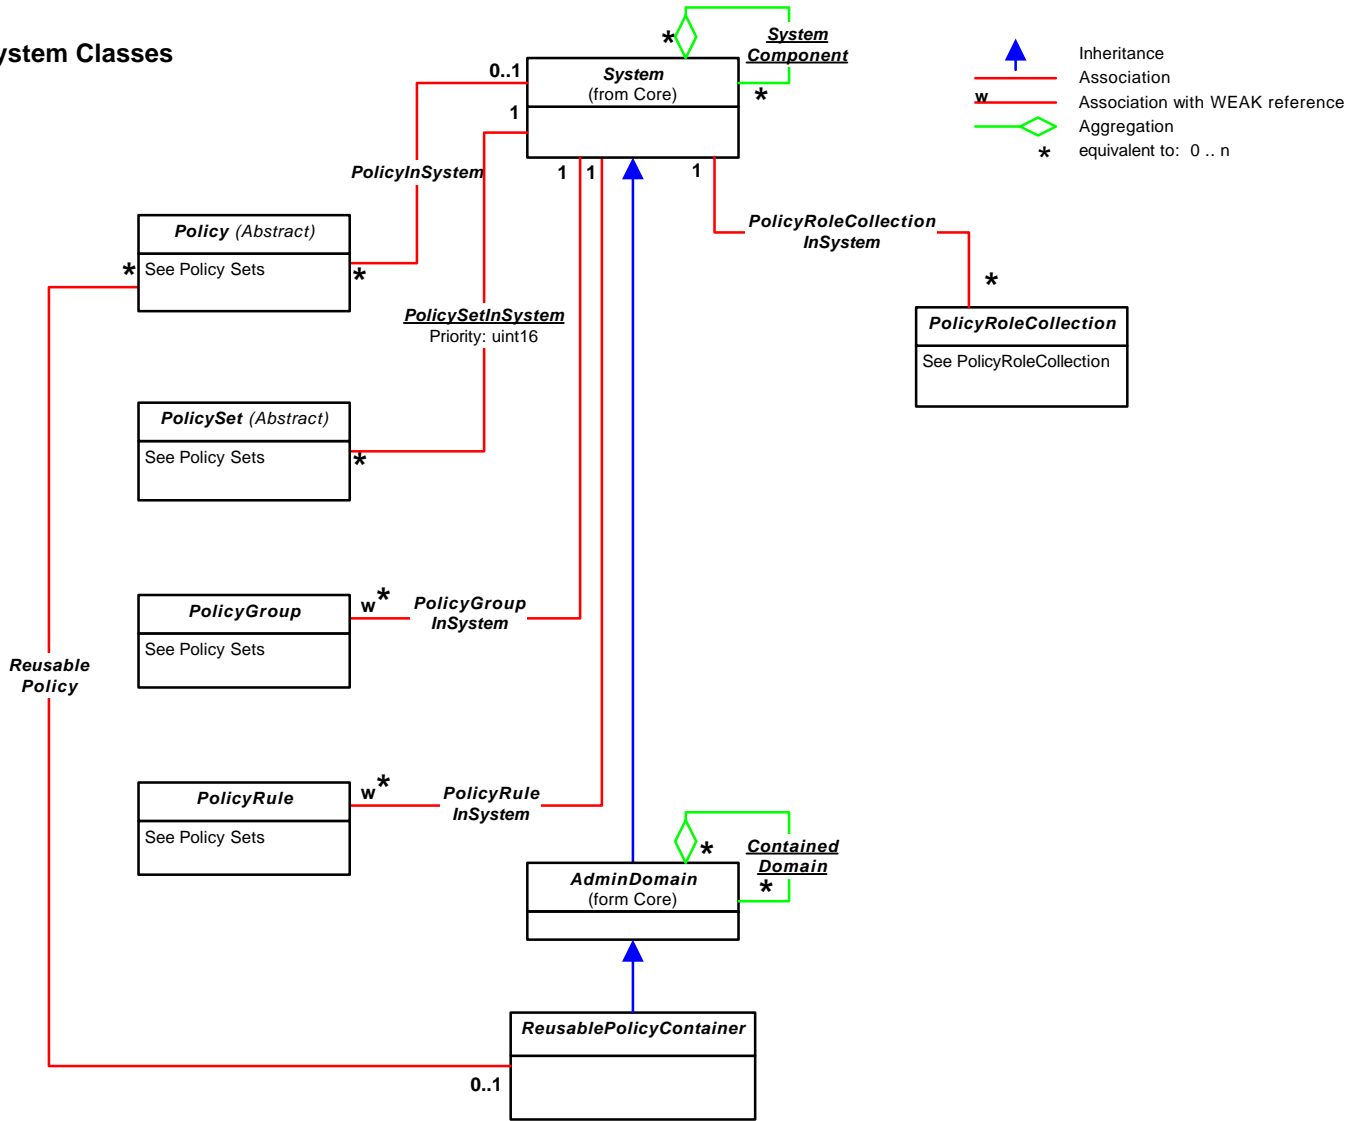 ystem Classes
*
System
Component
*
System
(from Core)
0..1
1
1
1
1
Inheritance
Association
w
Association with WEAK reference
Aggregation
*
equivalent to: 0 .. n
PolicyInSystem
PolicyRoleCollection
InSystem
*
Policy (Abstract)
See Policy Sets
*
*
PolicySetInSystem
Priority: uint16
PolicyRoleCollection
See PolicyRoleCollection
PolicySet (Abstract)
See Policy Sets
*
PolicyGroup
See Policy Sets
w*
PolicyGroup
InSystem
Reusable
Policy
PolicyRule
See Policy Sets
w*
PolicyRule
InSystem
*
Contained
Domain
*
AdminDomain
(form Core)
ReusablePolicyContainer
0..1